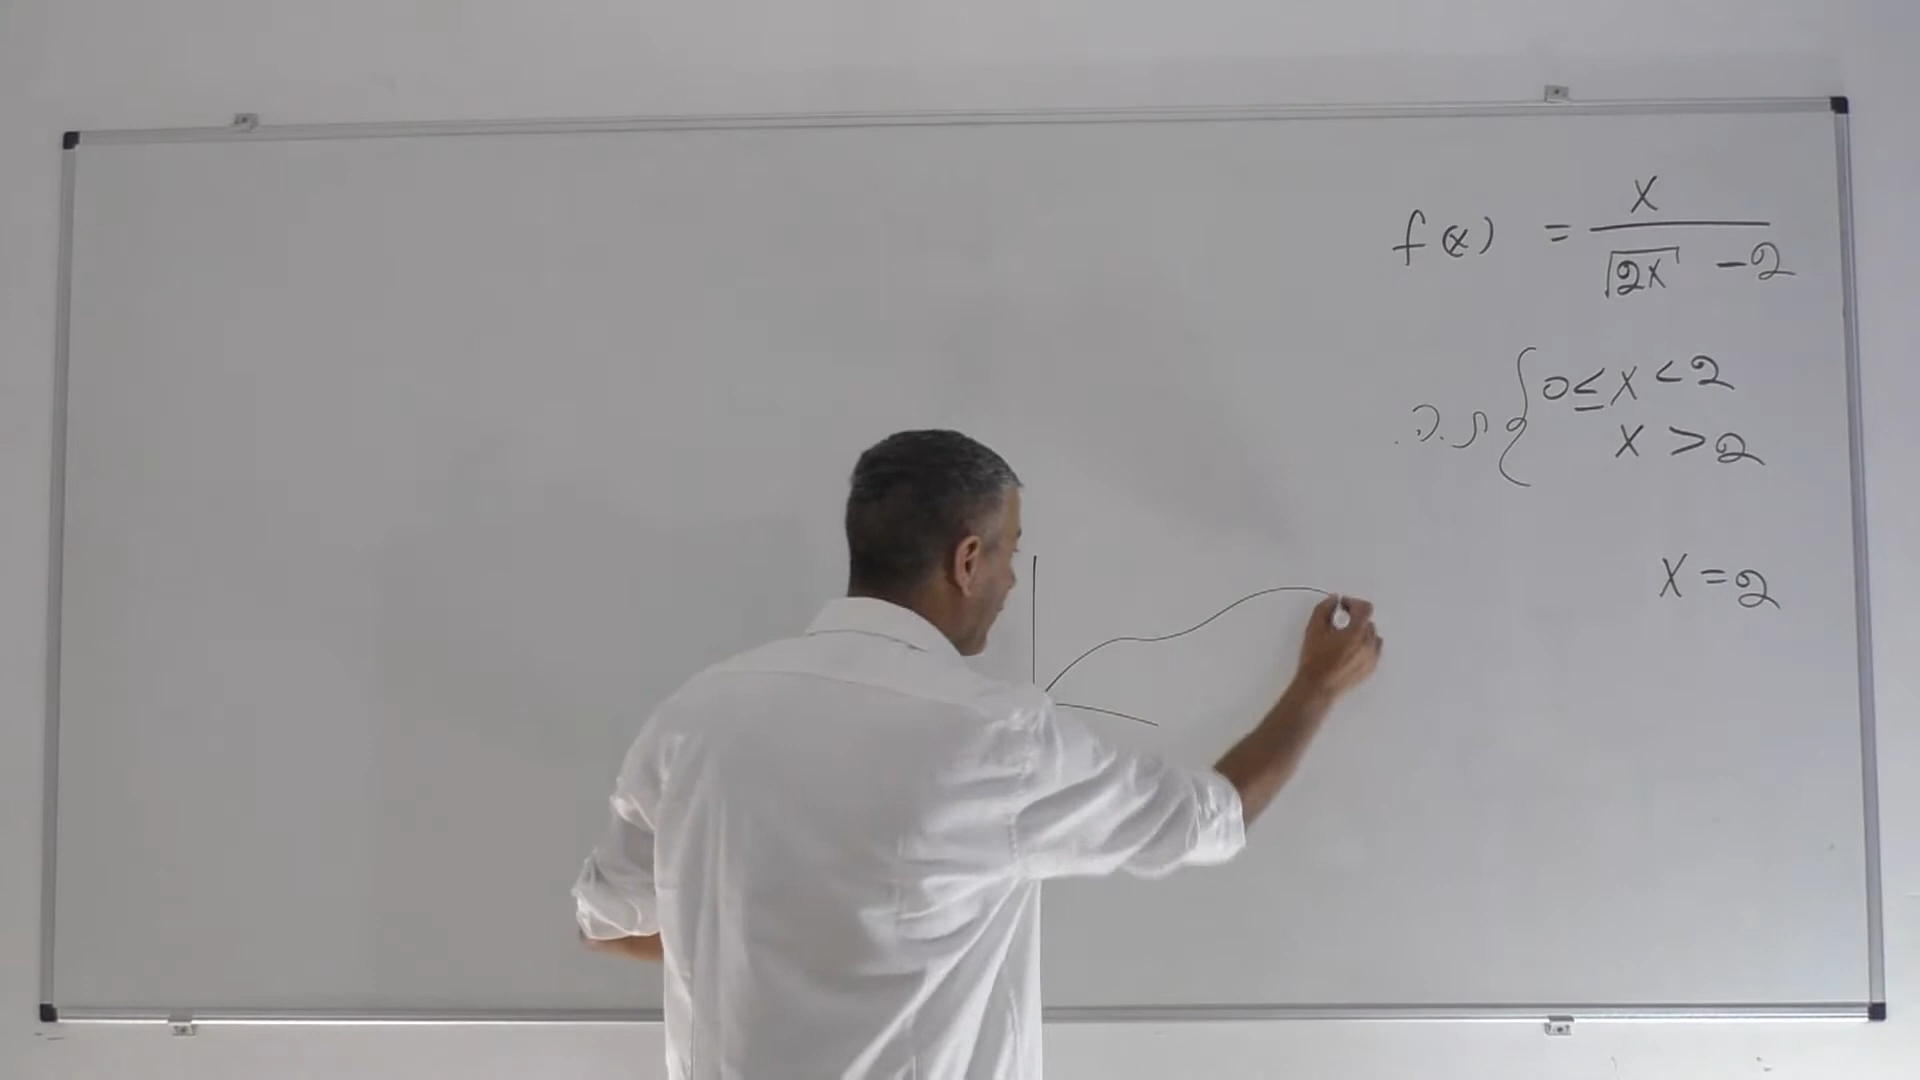 f(x) = x / (√2x - 2)
ת.ה. { 0 ≤ x < 2
x > 2
x = 2